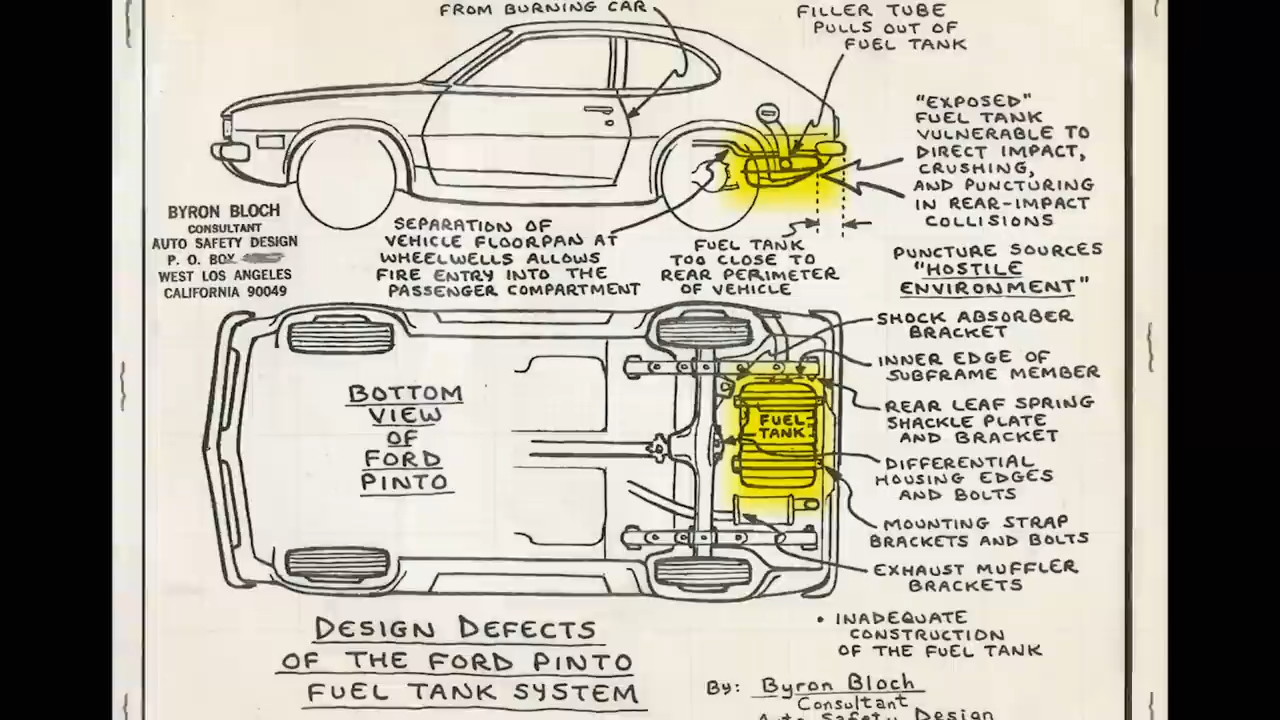 FROM BURNING CAR
FILLER TUBE
PULLS OUT OF
FUEL TANK
"EXPOSED"
FUEL TANK
VULNERABLE TO
DIRECT IMPACT,
CRUSHING,
AND PUNCTURING
IN REAR-IMPACT
COLLISIONS
BYRON BLOCH
CONSULTANT
AUTO SAFETY DESIGN
P. O. BOX
WEST LOS ANGELES
CALIFORNIA 90049
SEPARATION OF
VEHICLE FLOORPAN AT
WHEELWELLS ALLOWS
FIRE ENTRY INTO THE
PASSENGER COMPARTMENT
FUEL TANK
TOO CLOSE TO
REAR PERIMETER
OF VEHICLE
PUNCTURE SOURCES
"HOSTILE
ENVIRONMENT"
SHOCK ABSORBER
BRACKET
INNER EDGE OF
SUBFRAME MEMBER
REAR LEAF SPRING
SHACKLE PLATE
AND BRACKET
DIFFERENTIAL
HOUSING EDGES
AND BOLTS
MOUNTING STRAP
BRACKETS AND BOLTS
EXHAUST MUFFLER
BRACKETS
BOTTOM
VIEW
OF
FORD
PINTO
FUEL
TANK
• INADEQUATE
CONSTRUCTION
OF THE FUEL TANK
DESIGN DEFECTS
OF THE FORD PINTO
FUEL TANK SYSTEM
By: Byron Bloch
Consultant
Auto Safety Design